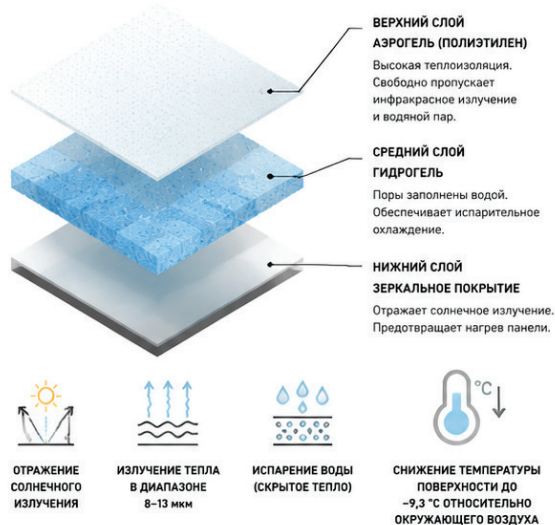 ВЕРХНИЙ СЛОЙ
АЭРОГЕЛЬ (ПОЛИЭТИЛЕН)
Высокая теплоизоляция.
Свободно пропускает
инфракрасное излучение
и водяной пар.
СРЕДНИЙ СЛОЙ
ГИДРОГЕЛЬ
Поры заполнены водой.
Обеспечивает испарительное
охлаждение.
НИЖНИЙ СЛОЙ
ЗЕРКАЛЬНОЕ ПОКРЫТИЕ
Отражает солнечное излучение.
Предотвращает нагрев панели.
ОТРАЖЕНИЕ
СОЛНЕЧНОГО
ИЗЛУЧЕНИЯ
ИЗЛУЧЕНИЕ ТЕПЛА
В ДИАПАЗОНЕ
8–13 мкм
ИСПАРЕНИЕ ВОДЫ
(СКРЫТОЕ ТЕПЛО)
°C
СНИЖЕНИЕ ТЕМПЕРАТУРЫ
ПОВЕРХНОСТИ ДО
–9,3 °C ОТНОСИТЕЛЬНО
ОКРУЖАЮЩЕГО ВОЗДУХА